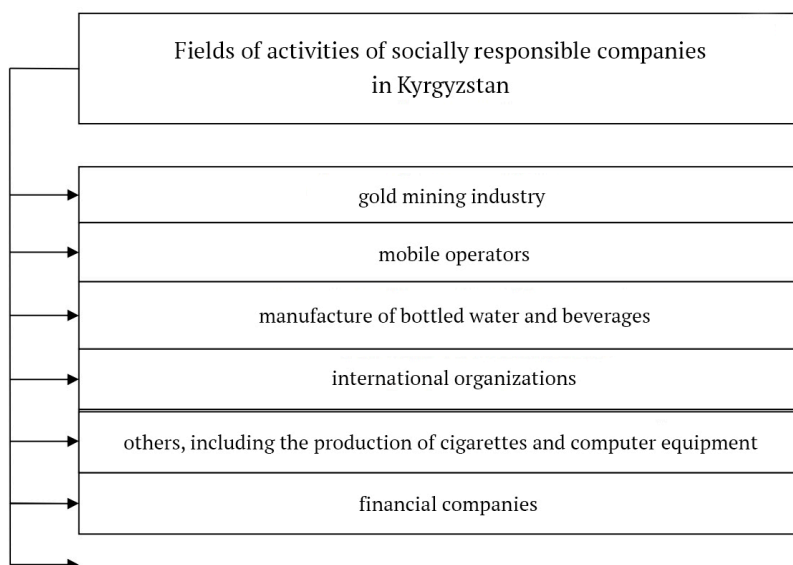 Fields of activities of socially responsible companies
in Kyrgyzstan
gold mining industry
mobile operators
manufacture of bottled water and beverages
international organizations
others, including the production of cigarettes and computer equipment
financial companies